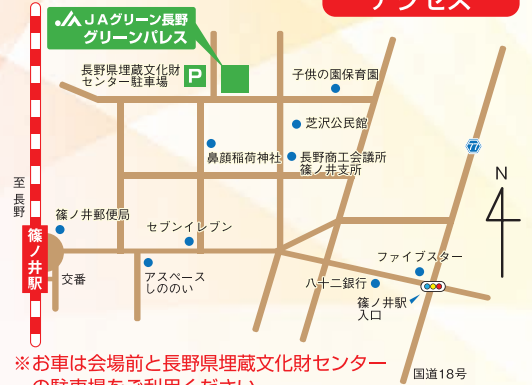 アクセス
JAグリーン長野
グリーンパレス
長野県埋蔵文化財
センター駐車場
P
子供の園保育園
芝沢公民館
鼻顔稲荷神社
長野商工会議所
篠ノ井支所
77
至 長野
N
篠ノ井郵便局
セブンイレブン
篠ノ井駅
交番
アスペース
しののい
ファイブスター
八十二銀行
篠ノ井駅
入口
国道18号
※お車は会場前と長野県埋蔵文化財センター
の駐車場をご利用ください